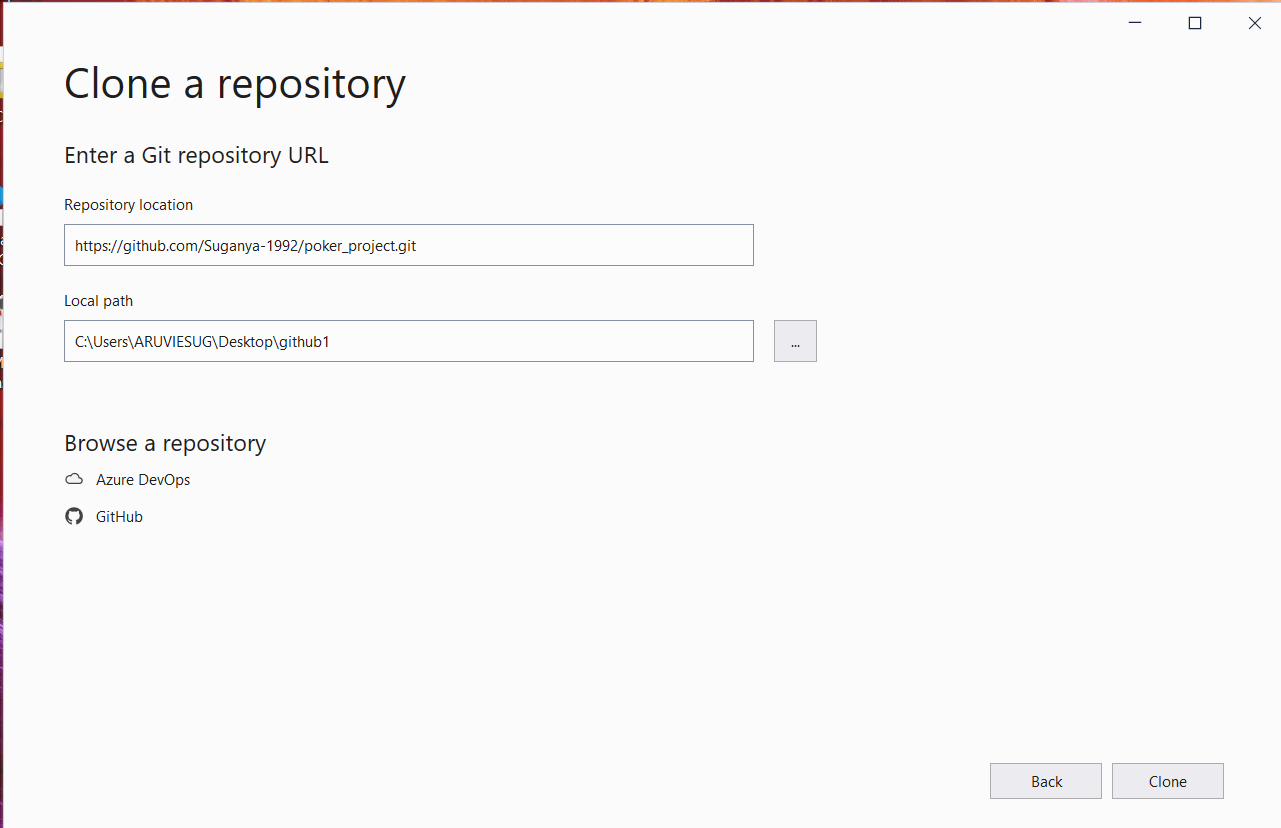 Clone a repository
Enter a Git repository URL
Repository location
https://github.com/Suganya-1992/poker_project.git
Local path
C:\Users\ARUVIESUG\Desktop\github1
...
Browse a repository
Azure DevOps
GitHub
Back
Clone